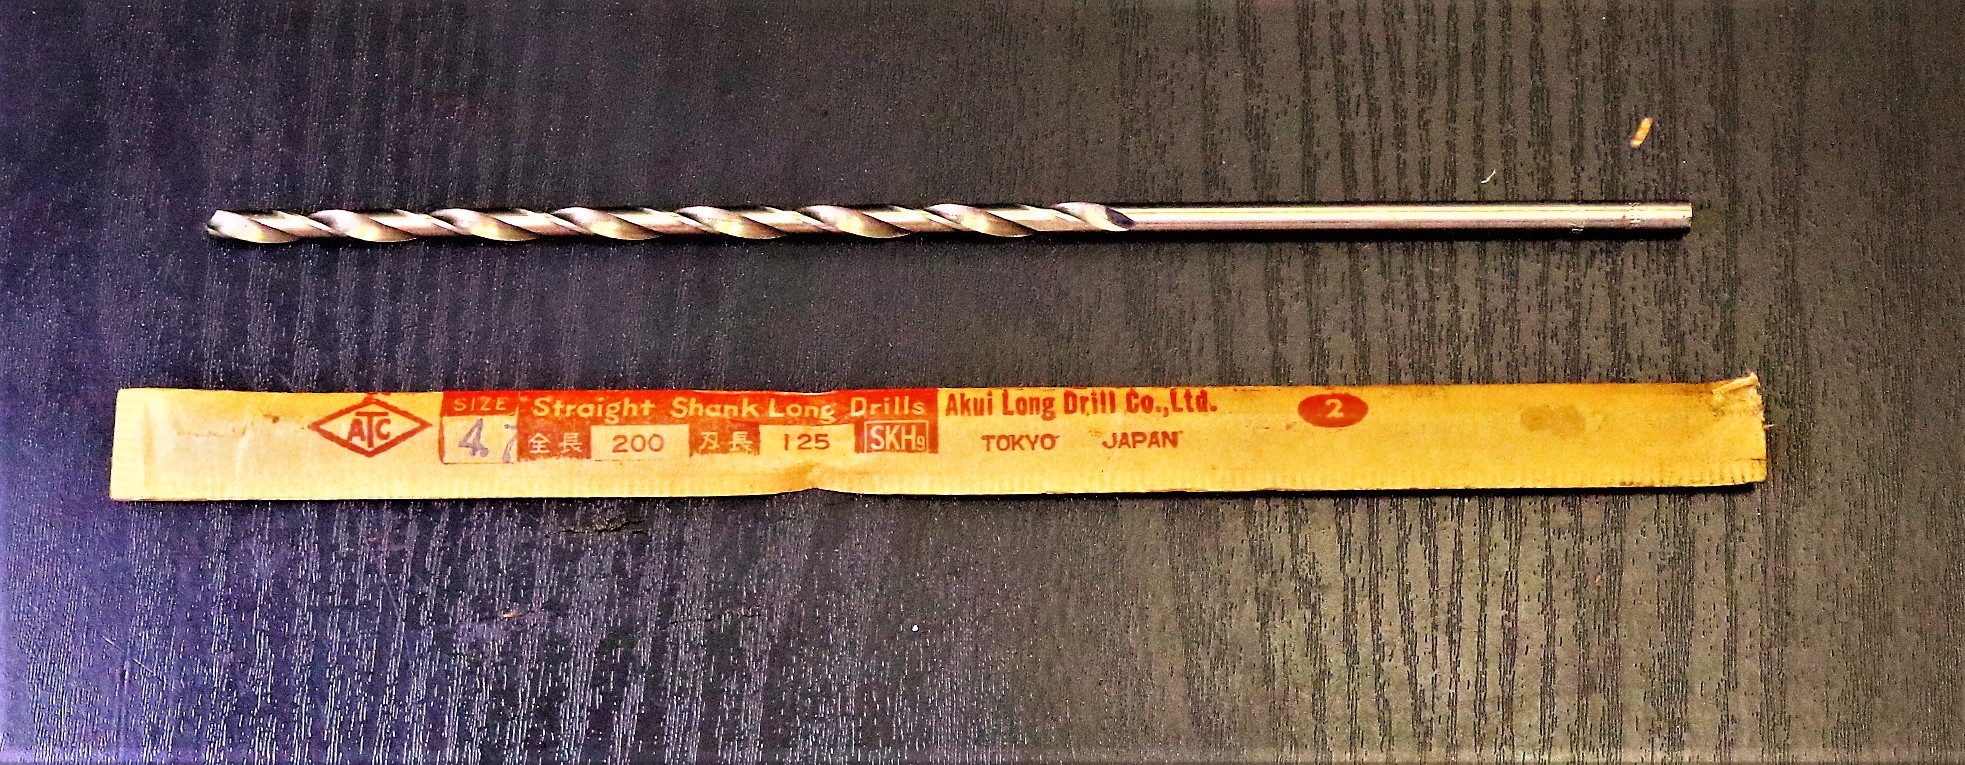 ATC
SIZE
4.7
Straight Shank Long Drills
全長 200 刃長 125 SKH9
Akui Long Drill Co.,Ltd.
TOKYO JAPAN
2